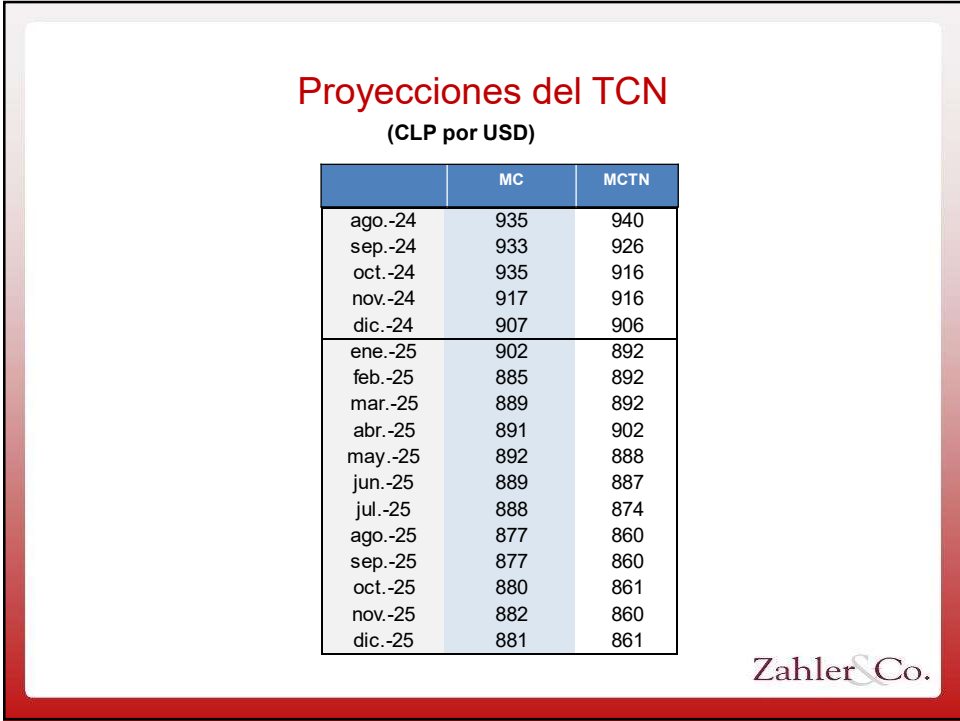 Proyecciones del TCN
(CLP por USD)
MC MCTN
ago.-24 935 940
sep.-24 933 926
oct.-24 935 916
nov.-24 917 916
dic.-24 907 906
ene.-25 902 892
feb.-25 885 892
mar.-25 889 892
abr.-25 891 902
may.-25 892 888
jun.-25 889 887
jul.-25 888 874
ago.-25 877 860
sep.-25 877 860
oct.-25 880 861
nov.-25 882 860
dic.-25 881 861
Zahler&Co.